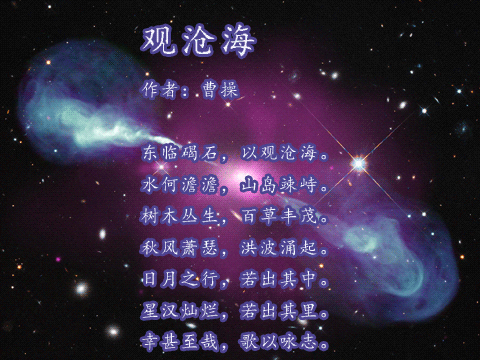 观沧海
作者：曹操
东临碣石，以观沧海。
水何澹澹，山岛竦峙。
树木丛生，百草丰茂。
秋风萧瑟，洪波涌起。
日月之行，若出其中。
星汉灿烂，若出其里。
幸甚至哉，歌以咏志。